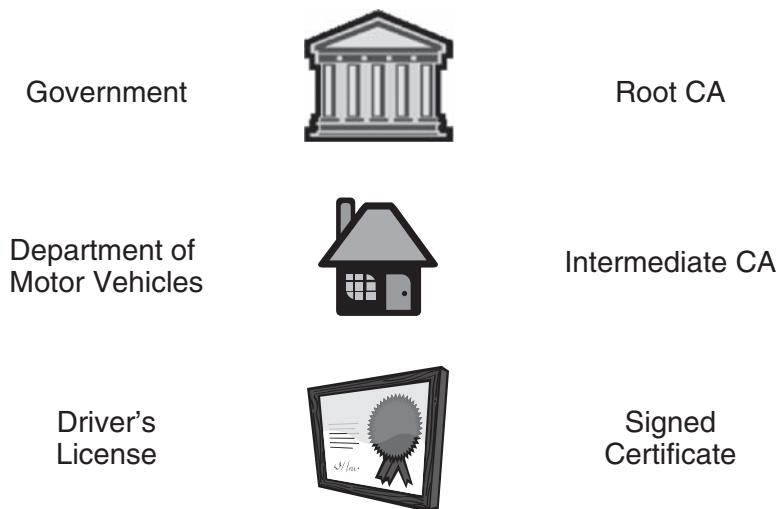 Government
Root CA
Department of
Motor Vehicles
Intermediate CA
Driver’s
License
Signed
Certificate